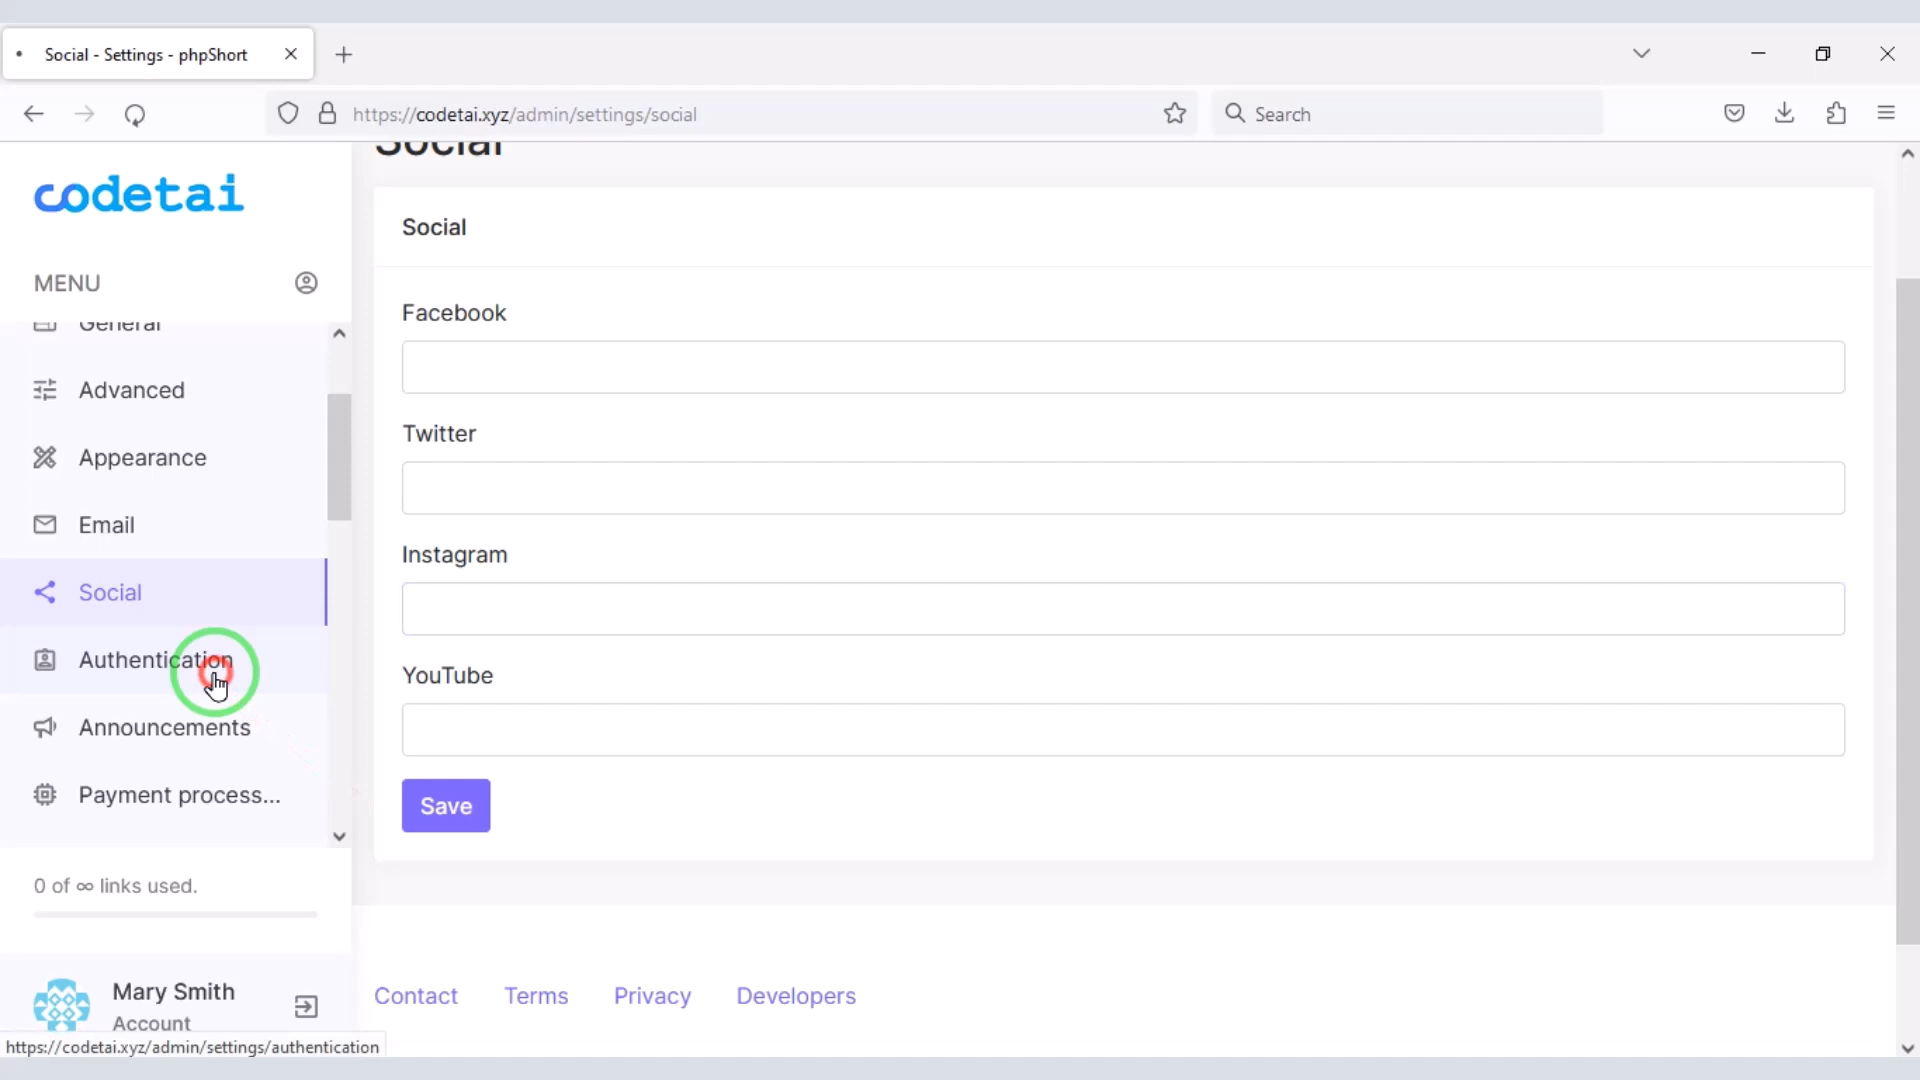 Social - Settings - phpShort
https://codetai.xyz/admin/settings/social
Search
codetai
MENU
General
Advanced
Appearance
Email
Social
Authentication
Announcements
Payment process...
0 of ∞ links used.
Mary Smith
Account
https://codetai.xyz/admin/settings/authentication
Social
Social
Facebook
Twitter
Instagram
YouTube
Save
Contact
Terms
Privacy
Developers